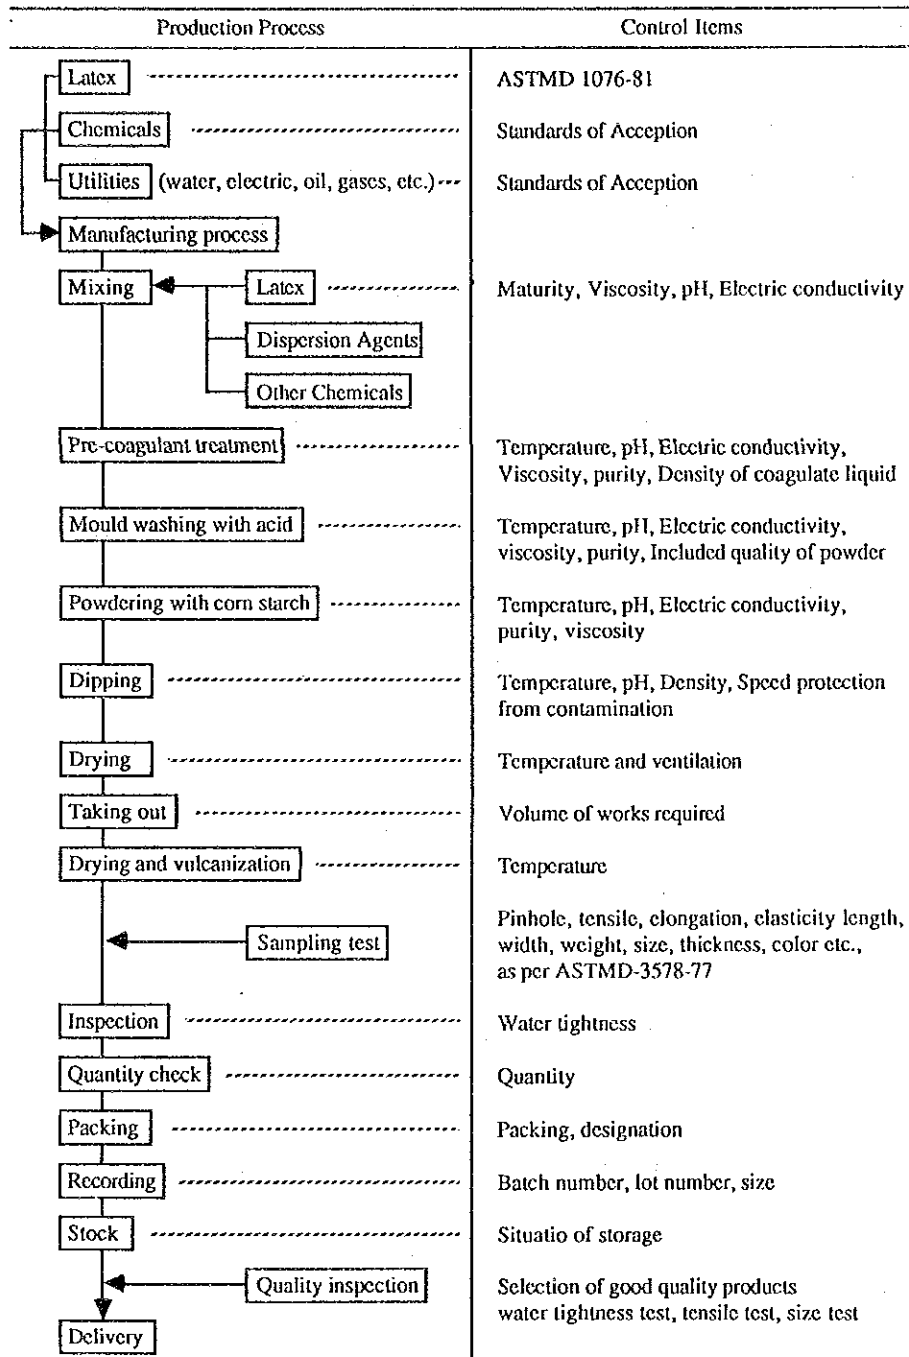 Production Process Control Items
Latex ASTMD 1076-81
Chemicals Standards of Acception
Utilities (water, electric, oil, gases, etc.) Standards of Acception
Manufacturing process
Mixing Latex Maturity, Viscosity, pH, Electric conductivity
Dispersion Agents
Other Chemicals
Pre-coagulant treatment Temperature, pH, Electric conductivity,
Viscosity, purity, Density of coagulate liquid
Mould washing with acid Temperature, pH, Electric conductivity,
viscosity, purity, Included quality of powder
Powdering with corn starch Temperature, pH, Electric conductivity,
purity, viscosity
Dipping Temperature, pH, Density, Speed protection
from contamination
Drying Temperature and ventilation
Taking out Volume of works required
Drying and vulcanization Temperature
Pinhole, tensile, elongation, elasticity length,
Sampling test width, weight, size, thickness, color etc.,
as per ASTMD-3578-77
Inspection Water tightness
Quantity check Quantity
Packing Packing, designation
Recording Batch number, lot number, size
Stock Situatio of storage
Quality inspection Selection of good quality products
water tightness test, tensile test, size test
Delivery